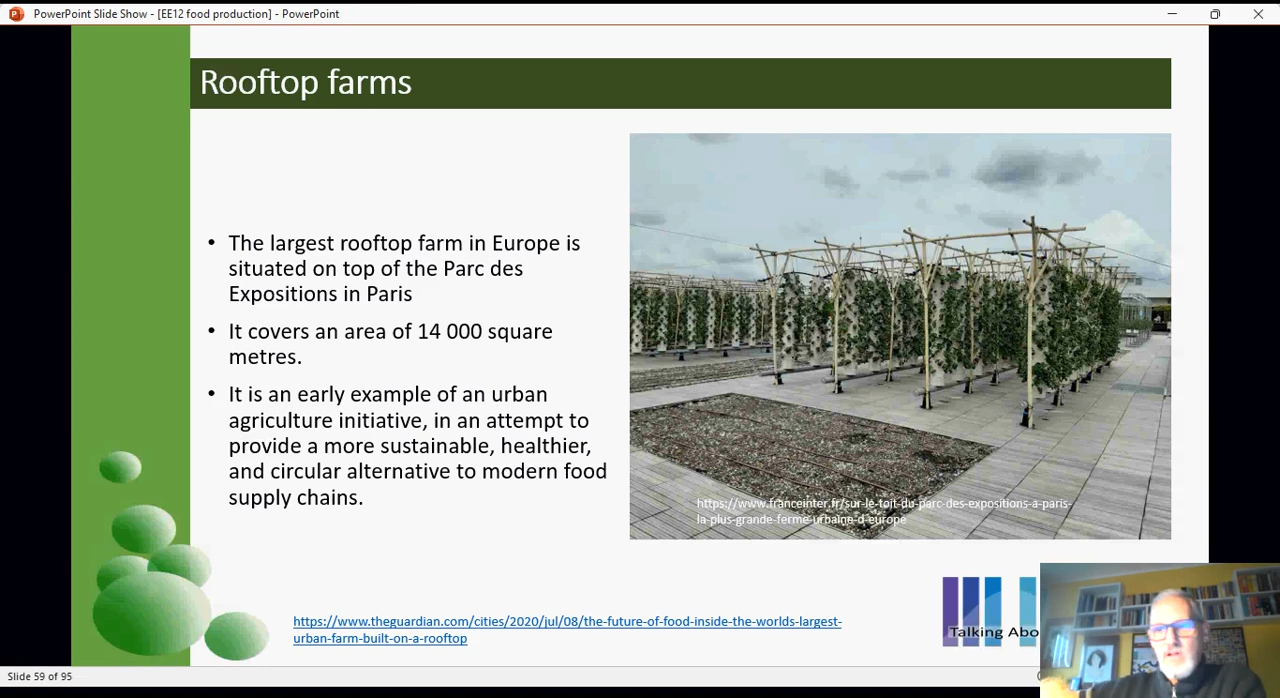 PowerPoint Slide Show - [EE12 food production] - PowerPoint
Rooftop farms
• The largest rooftop farm in Europe is
situated on top of the Parc des
Expositions in Paris
• It covers an area of 14 000 square
metres.
• It is an early example of an urban
agriculture initiative, in an attempt to
provide a more sustainable, healthier,
and circular alternative to modern food
supply chains.
https://www.franceinter.fr/sur-le-toit-du-parc-des-expositions-a-paris-
la-plus-grande-ferme-urbaine-d-europe
https://www.theguardian.com/cities/2020/jul/08/the-future-of-food-inside-the-worlds-largest-
urban-farm-built-on-a-rooftop
Talking Abo
Slide 59 of 95